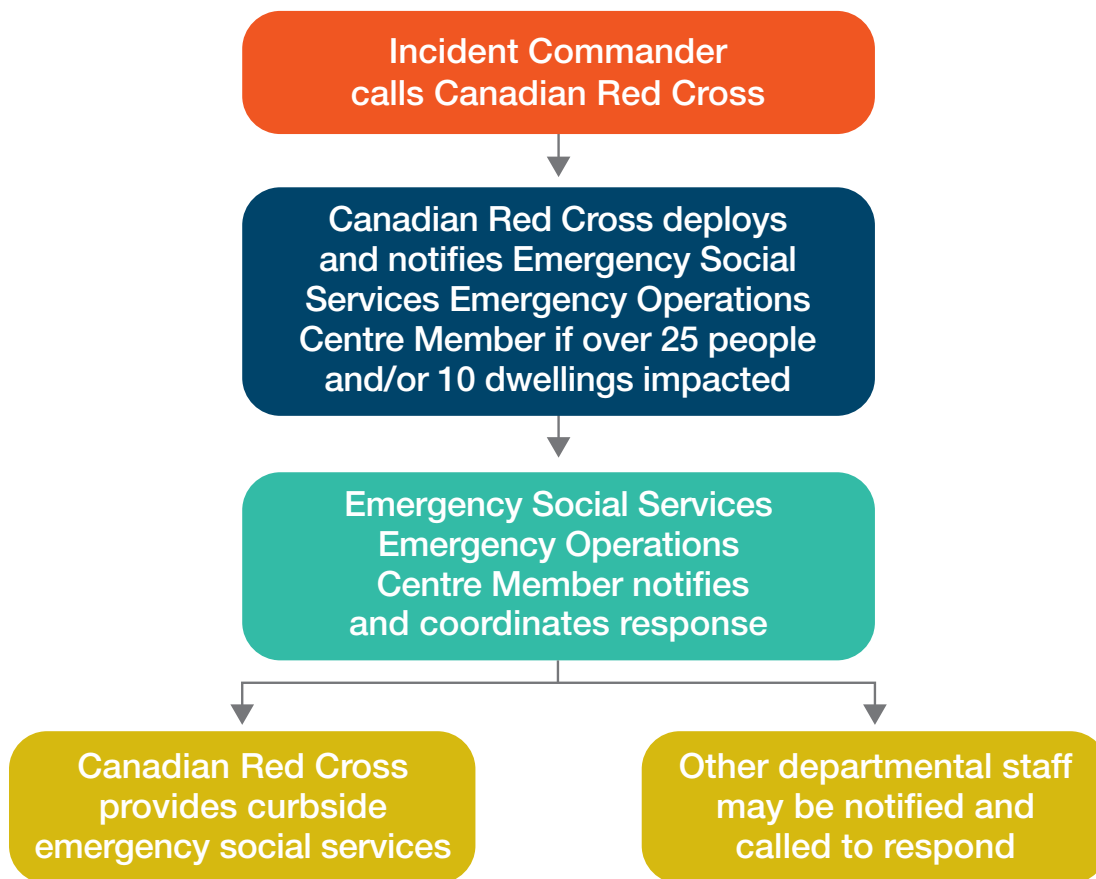 Incident Commander
calls Canadian Red Cross
Canadian Red Cross deploys
and notifies Emergency Social
Services Emergency Operations
Centre Member if over 25 people
and/or 10 dwellings impacted
Emergency Social Services
Emergency Operations
Centre Member notifies
and coordinates response
Canadian Red Cross
provides curbside
emergency social services
Other departmental staff
may be notified and
called to respond